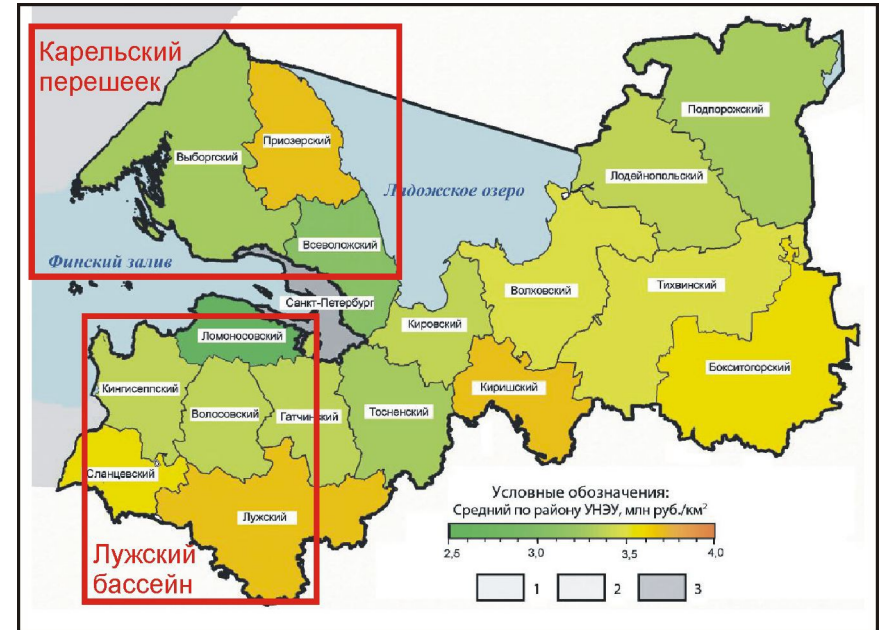 Карельский
перешеек
Подпорожский
Приозерский
Выборгский
Лодейнопольский
Ладожское озеро
Всеволожский
Финский залив
Тихвинский
Волховский
Санкт-Петербург
Кировский
Ломоносовский
Бокситогорский
Киришский
Кингисеппский
Волосовский
Гатчинский
Тосненский
Сланцевский
Лужский
Условные обозначения:
Средний по району УНЭУ, млн руб./км²
2,5 3,0 3,5 4,0
Лужский
бассейн
1 2 3